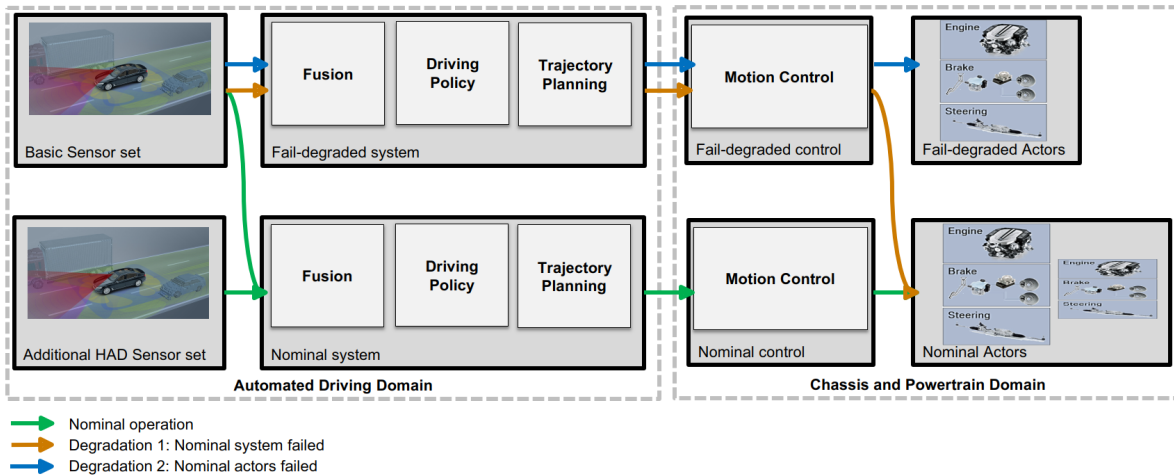 Fusion
Driving
Policy
Trajectory
Planning
Motion Control
Engine
Brake
Steering
Basic Sensor set
Fail-degraded system
Fail-degraded control
Fail-degraded Actors
Fusion
Driving
Policy
Trajectory
Planning
Motion Control
Engine
Brake
Steering
Engine
Brake
Steering
Additional HAD Sensor set
Nominal system
Nominal control
Nominal Actors
Automated Driving Domain
Chassis and Powertrain Domain
Nominal operation
Degradation 1: Nominal system failed
Degradation 2: Nominal actors failed